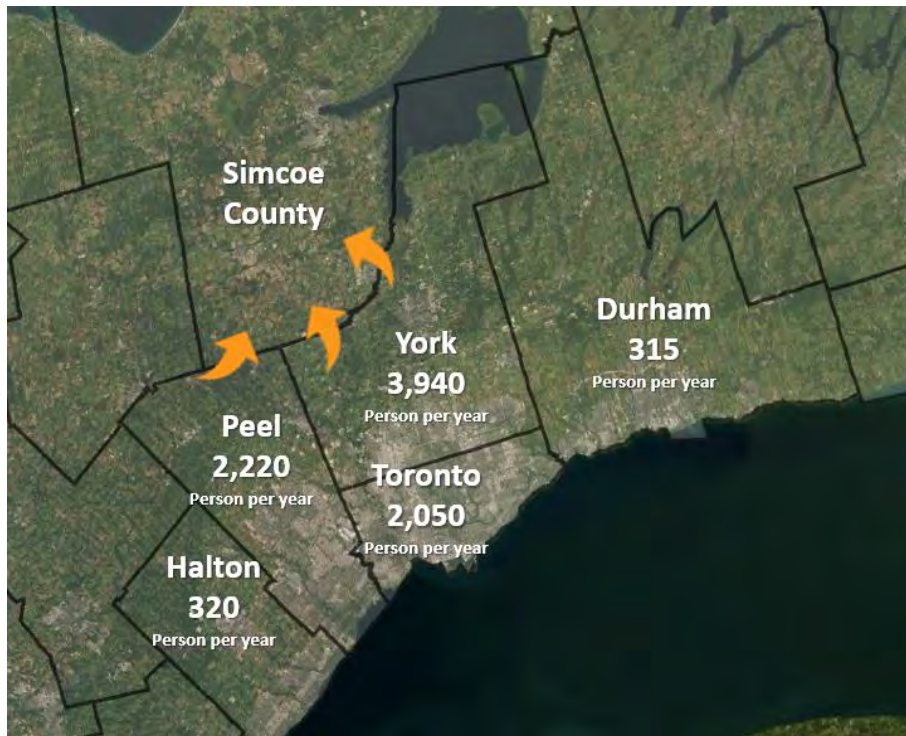 Simcoe
County
Durham
315
Person per year
York
3,940
Person per year
Peel
2,220
Person per year
Toronto
2,050
Person per year
Halton
320
Person per year